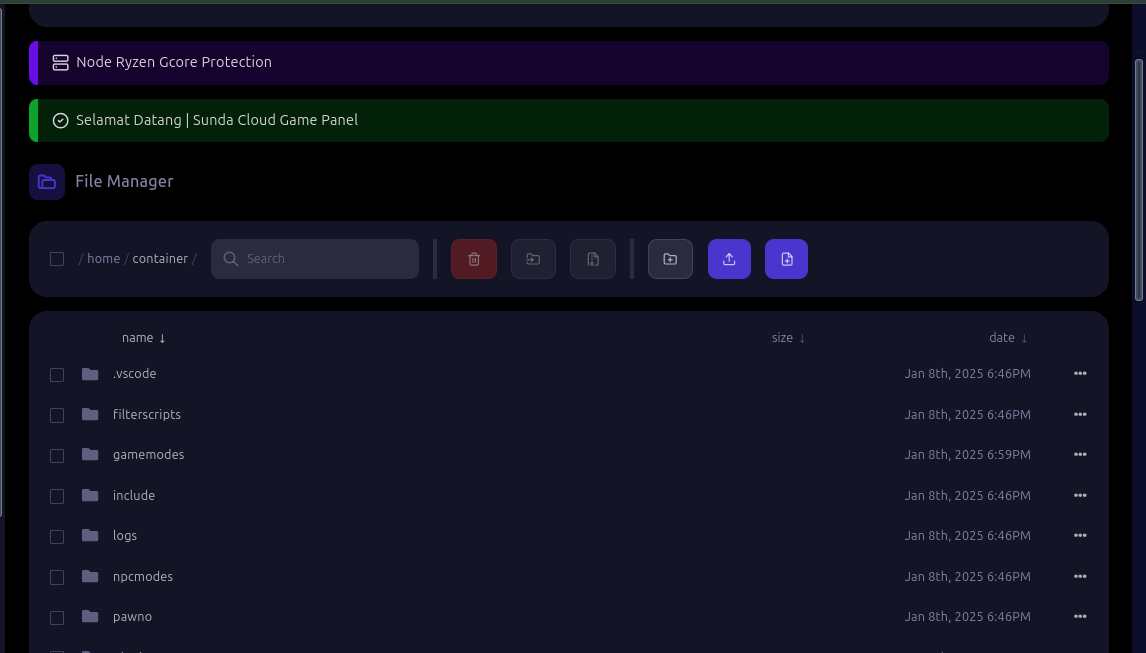 Node Ryzen Gcore Protection
Selamat Datang | Sunda Cloud Game Panel
File Manager
/ home / container / Search
name ↓ size ↓ date ↓
.vscode Jan 8th, 2025 6:46PM
filterscripts Jan 8th, 2025 6:46PM
gamemodes Jan 8th, 2025 6:59PM
include Jan 8th, 2025 6:46PM
logs Jan 8th, 2025 6:46PM
npcmodes Jan 8th, 2025 6:46PM
pawno Jan 8th, 2025 6:46PM